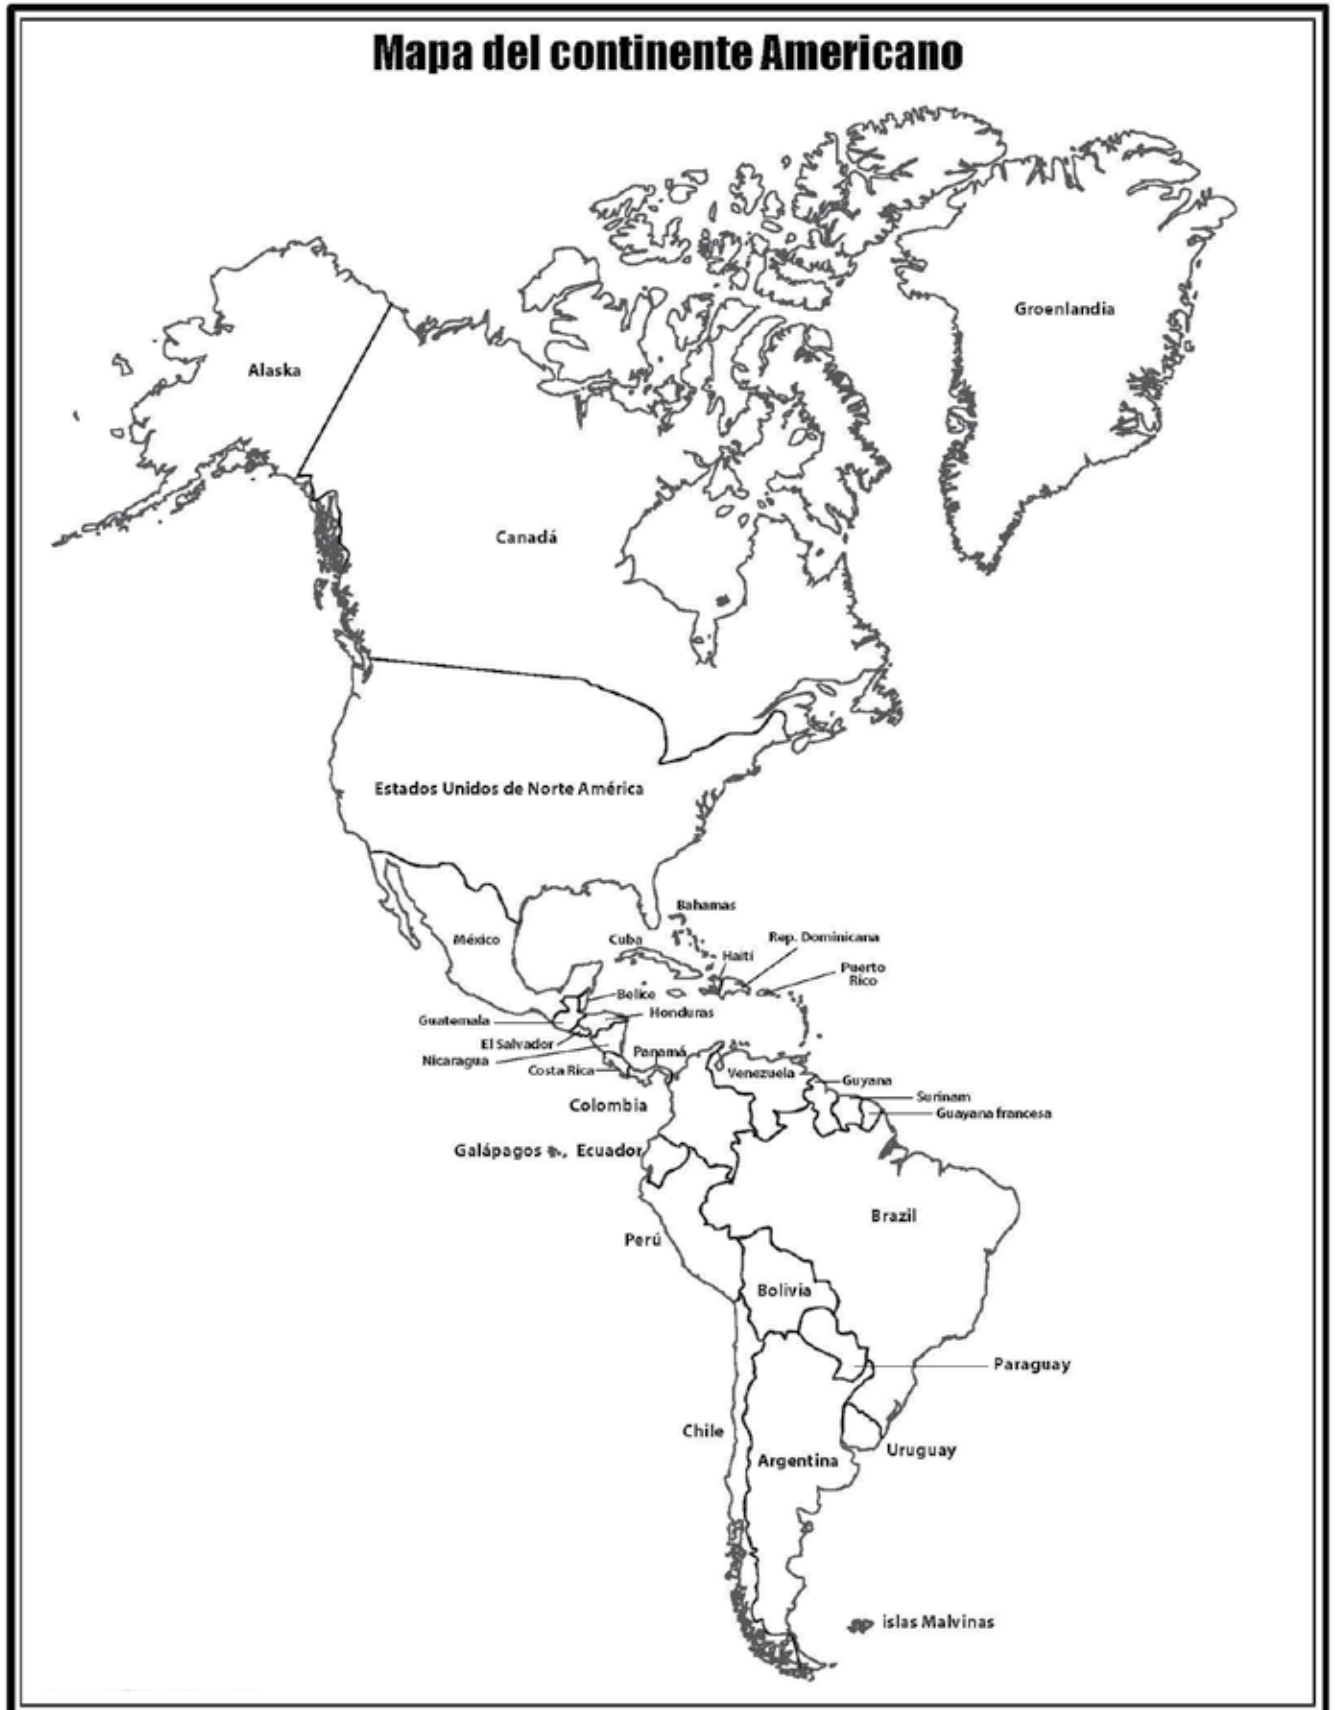 Mapa del continente Americano
Groenlandia
Alaska
Canadá
Estados Unidos de Norte América
Bahamas
México
Cuba
Rep. Dominicana
Haití
Puerto
Rico
Belice
Honduras
Guatemala
El Salvador
Nicaragua
Panamá
Costa Rica
Venezuela
Guyana
Surinam
Guayana francesa
Colombia
Galápagos
Ecuador
Brazil
Perú
Bolivia
Paraguay
Chile
Uruguay
Argentina
islas Malvinas